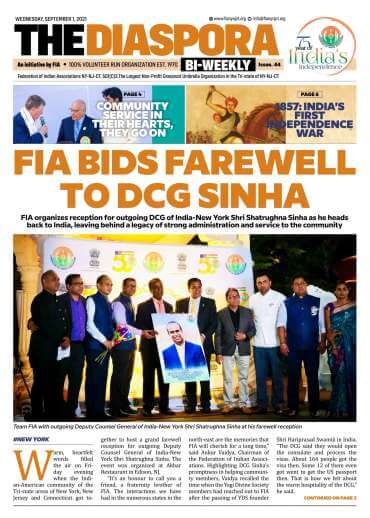 WEDNESDAY, SEPTEMBER 1, 2021
www.fianynjct.org
info@fianynjct.org
THE DIASPORA
An initiative by FIA
100% VOLUNTEER RUN ORGANIZATION EST. 1970
BI-WEEKLY
Issue. 44
Federation of Indian Associations NY-NJ-CT, 501(C)3 The Largest Non-Profit Grassroot Umbrella Organization in the Tri-state of NY-NJ-CT
75 year of
India's
Independence
PAGE 4
COMMUNITY
SERVICE IN
THEIR HEARTS,
THEY GO ON
PAGE 6
1857: INDIA'S
FIRST
INDEPENDENCE
WAR
FIA BIDS FAREWELL
TO DCG SINHA
FIA organizes reception for outgoing DCG of India-New York Shri Shatrughna Sinha as he heads
back to India, leaving behind a legacy of strong administration and service to the community
Team FIA with outgoing Deputy Counsel General of India-New York Shri Shatrughna Sinha at his farewell reception
#NEW YORK
Warm, heartfelt
words filled
the air on Fri-
day evening
when the Indi-
an-American community of the
Tri-state areas of New York, New
Jersey and Connecticut got to-
gether to host a grand farewell
reception for outgoing Deputy
Counsel General of India-New
York Shri Shatrughna Sinha. The
event was organized at Akbar
Restaurant in Edison, NJ.
"It's an honour to call you a
friend, a fraternity brother of
FIA. The interactions we have
had in the numerous states in the
north-east are the memories that
FIA will cherish for a long time,"
said Ankur Vaidya, Chairman of
the Federation of Indian Associ-
ations. Highlighting DCG Sinha's
promptness in helping communi-
ty members, Vaidya recalled the
time when the Yogi Divine Society
members had reached out to FIA
after the passing of YDS founder
Shri Hariprasad Swamiji in India.
"The DCG said they would open
the consulate and process the
visas. About 164 people got the
visa then. Some 12 of them even
got went to get the US passport
then. That is how we felt about
the warm hospitality of the DCG,"
he said.
CONTINUED ON PAGE 2